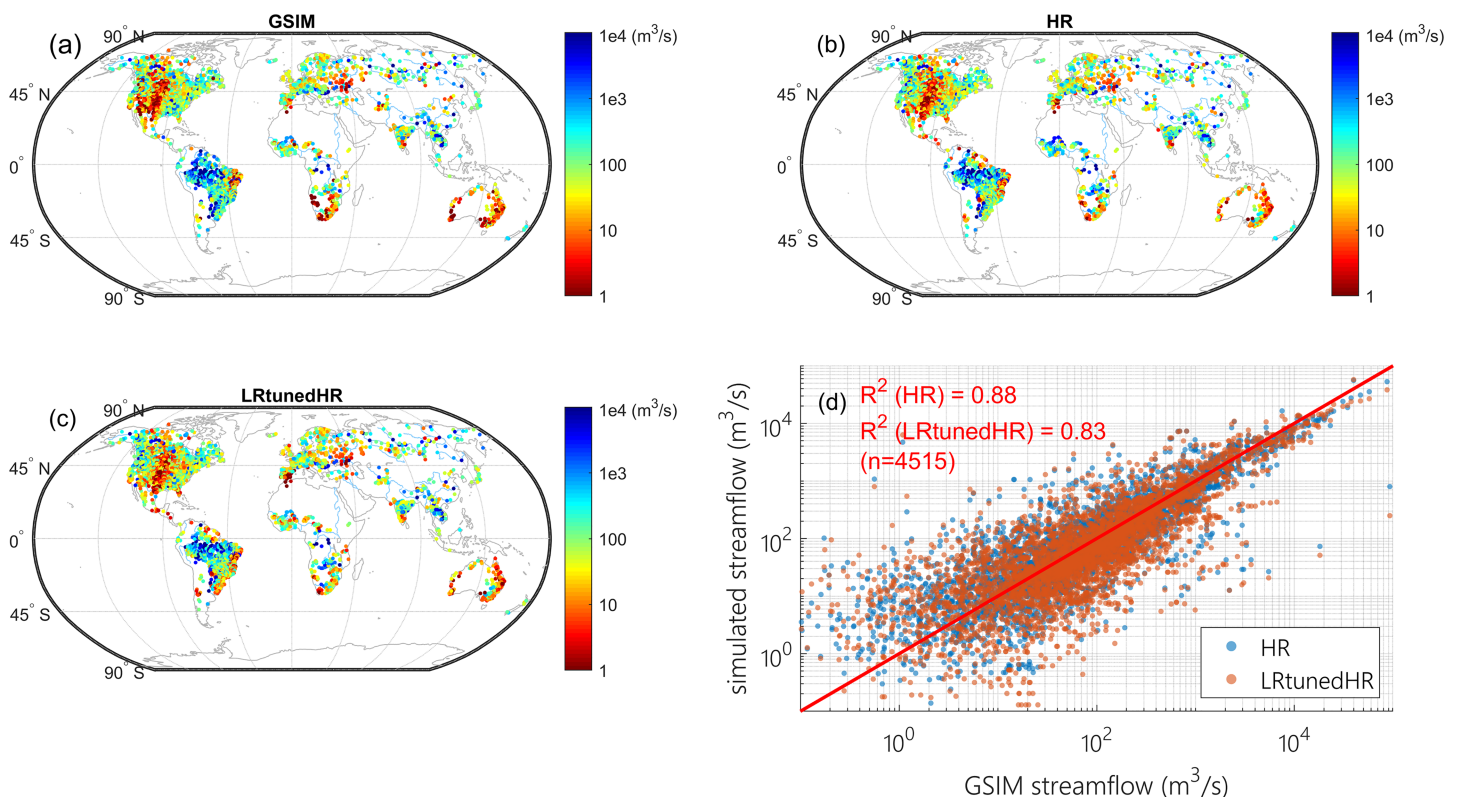 (a)
GSIM
90° N
45° N
0°
45° S
90° S
1e4 (m³/s)
1e3
100
10
1
(b)
HR
90° N
45° N
0°
45° S
90° S
1e4 (m³/s)
1e3
100
10
1
(c)
LRtunedHR
90° N
45° N
0°
45° S
90° S
1e4 (m³/s)
1e3
100
10
1
(d)
R² (HR) = 0.88
R² (LRtunedHR) = 0.83
(n=4515)
simulated streamflow (m³/s)
10⁴
10²
10⁰
HR
LRtunedHR
10⁰ 10² 10⁴
GSIM streamflow (m³/s)